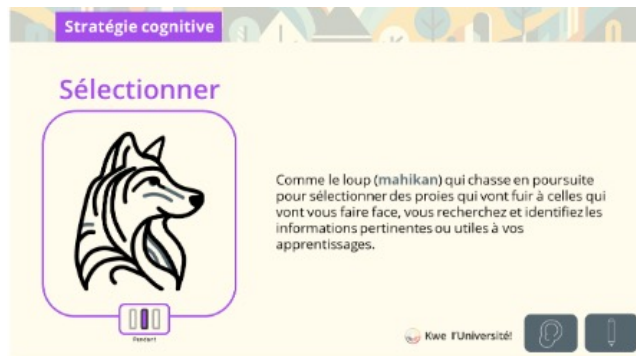 Stratégie cognitive
Sélectionner
Comme le loup (mahikan) qui chasse en poursuite
pour sélectionner des proies qui vont fuir à celles qui
vont vous faire face, vous recherchez et identifiez les
informations pertinentes ou utiles à vos
apprentissages.
Pendant
Kwe l'Université!